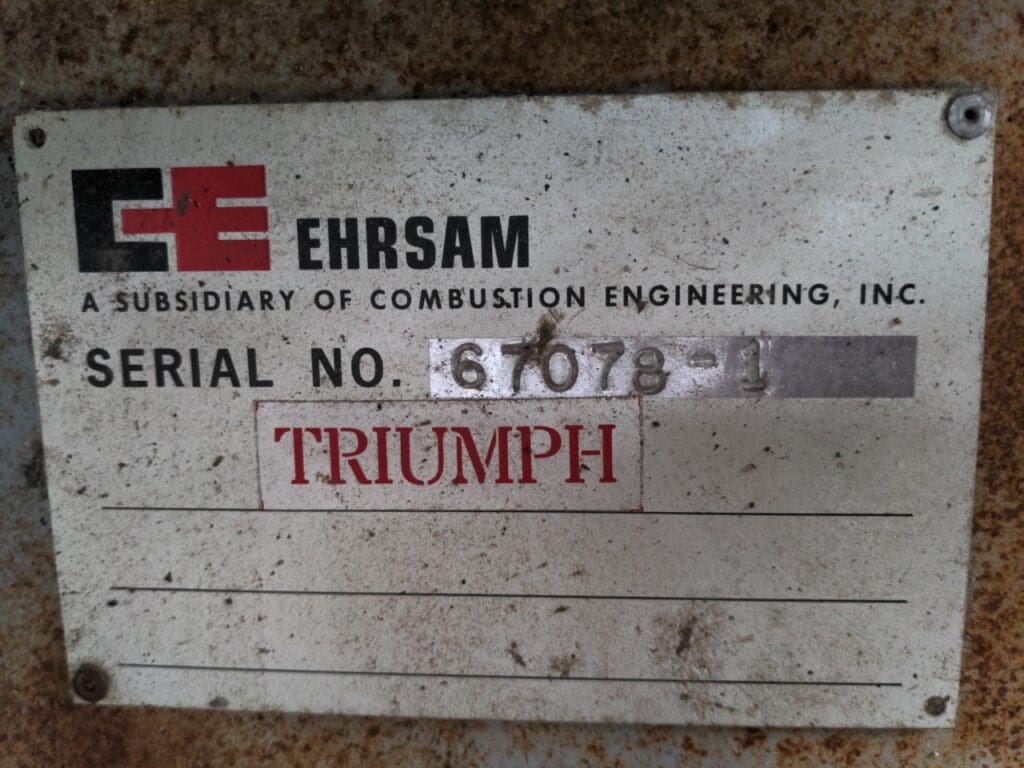 CE EHRSAM
A SUBSIDIARY OF COMBUSTION ENGINEERING, INC.
SERIAL NO. 67078-1
TRIUMPH